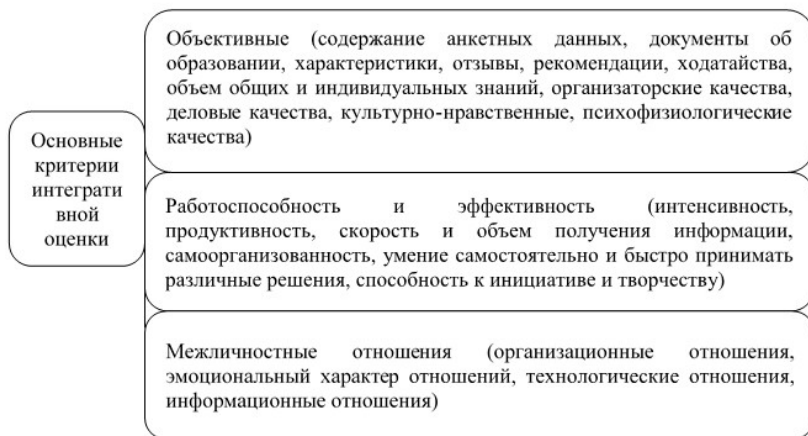 Основные
критерии
интеграти
вной
оценки
Объективные (содержание анкетных данных, документы об
образовании, характеристики, отзывы, рекомендации, ходатайства,
объем общих и индивидуальных знаний, организаторские качества,
деловые качества, культурно-нравственные, психофизиологические
качества)
Работоспособность и эффективность (интенсивность,
продуктивность, скорость и объем получения информации,
самоорганизованность, умение самостоятельно и быстро принимать
различные решения, способность к инициативе и творчеству)
Межличностные отношения (организационные отношения,
эмоциональный характер отношений, технологические отношения,
информационные отношения)